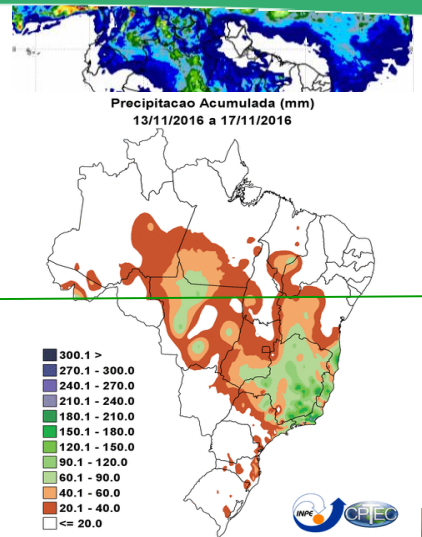 Precipitacao Acumulada (mm)
13/11/2016 a 17/11/2016
300.1 >
270.1 - 300.0
240.1 - 270.0
210.1 - 240.0
180.1 - 210.0
150.1 - 180.0
120.1 - 150.0
90.1 - 120.0
60.1 - 90.0
40.1 - 60.0
20.1 - 40.0
<= 20.0
INPE
CPTEC